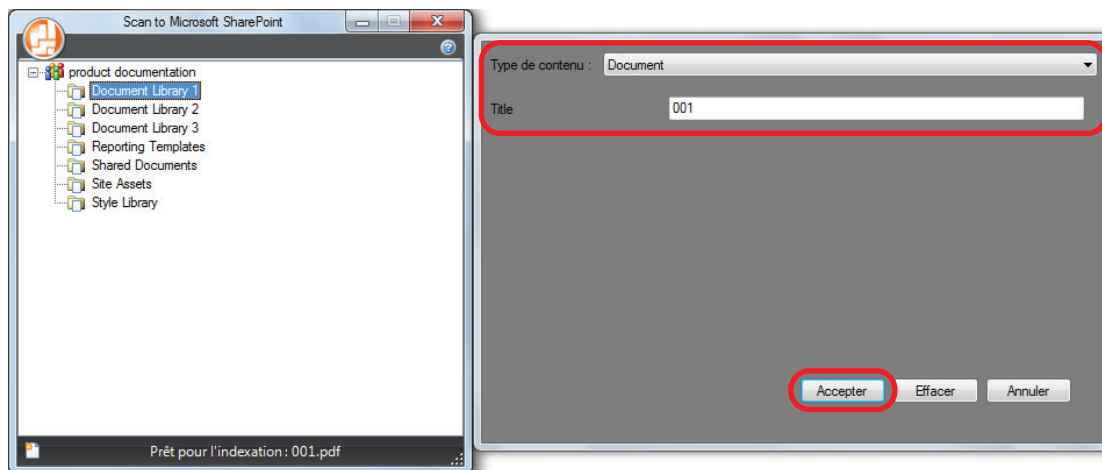 Scan to Microsoft SharePoint
product documentation
Document Library 1
Document Library 2
Document Library 3
Reporting Templates
Shared Documents
Site Assets
Style Library
Prêt pour l'indexation : 001.pdf
Type de contenu : Document
Title 001
Accepter Effacer Annuler